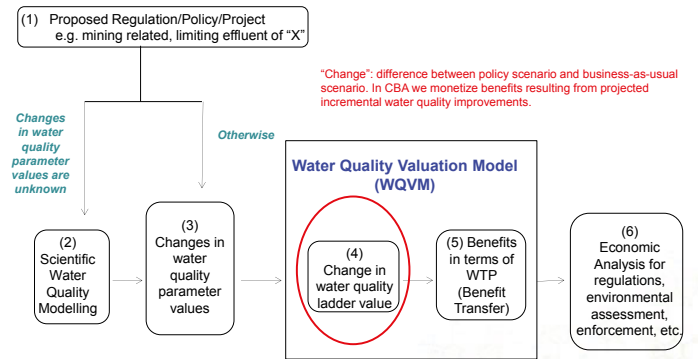 (1) Proposed Regulation/Policy/Project
e.g. mining related, limiting effluent of “X”
“Change”: difference between policy scenario and business-as-usual
scenario. In CBA we monetize benefits resulting from projected
incremental water quality improvements.
Changes
in water
quality
parameter
values are
unknown
Otherwise
Water Quality Valuation Model
(WQVM)
(2)
Scientific
Water
Quality
Modelling
(3)
Changes in
water
quality
parameter
values
(4)
Change in
water quality
ladder value
(5) Benefits
in terms of
WTP
(Benefit
Transfer)
(6)
Economic
Analysis for
regulations,
environmental
assessment,
enforcement, etc.